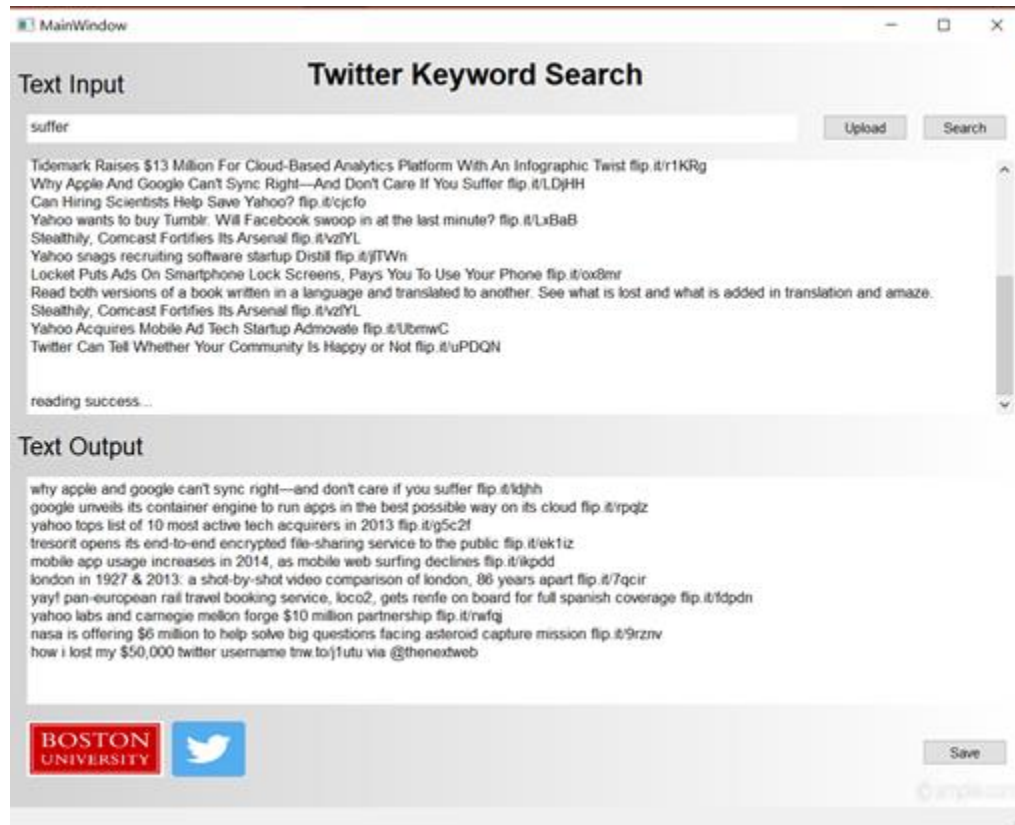 MainWindow
Twitter Keyword Search
Text Input
suffer
Upload
Search
Tidemark Raises $13 Million For Cloud-Based Analytics Platform With An Infographic Twist flip.it/r1KRg
Why Apple And Google Can't Sync Right—And Don't Care If You Suffer flip.it/LDjHH
Can Hiring Scientists Help Save Yahoo? flip.it/cjcfo
Yahoo wants to buy Tumblr. Will Facebook swoop in at the last minute? flip.it/LxBaB
Stealthily, Comcast Fortifies Its Arsenal flip.it/vzlYL
Yahoo snags recruiting software startup Distill flip.it/jlTWn
Locket Puts Ads On Smartphone Lock Screens, Pays You To Use Your Phone flip.it/ox8mr
Read both versions of a book written in a language and translated to another. See what is lost and what is added in translation and amaze.
Stealthily, Comcast Fortifies Its Arsenal flip.it/vzlYL
Yahoo Acquires Mobile Ad Tech Startup Admovate flip.it/UbmwC
Twitter Can Tell Whether Your Community Is Happy or Not flip.it/uPDQN
reading success...
Text Output
why apple and google can't sync right—and don't care if you suffer flip.it/ldjhh
google unveils its container engine to run apps in the best possible way on its cloud flip.it/rpqlz
yahoo tops list of 10 most active tech acquirers in 2013 flip.it/g5c2f
tresorit opens its end-to-end encrypted file-sharing service to the public flip.it/ek1iz
mobile app usage increases in 2014, as mobile web surfing declines flip.it/ikpdd
london in 1927 & 2013: a shot-by-shot video comparison of london, 86 years apart flip.it/7qcir
yay! pan-european rail travel booking service, loco2, gets renfe on board for full spanish coverage flip.it/fdpdn
yahoo labs and carnegie mellon forge $10 million partnership flip.it/rwfqj
nasa is offering $6 million to help solve big questions facing asteroid capture mission flip.it/9rznv
how i lost my $50,000 twitter username tnw.to/j1utu via @thenextweb
BOSTON
UNIVERSITY
Save